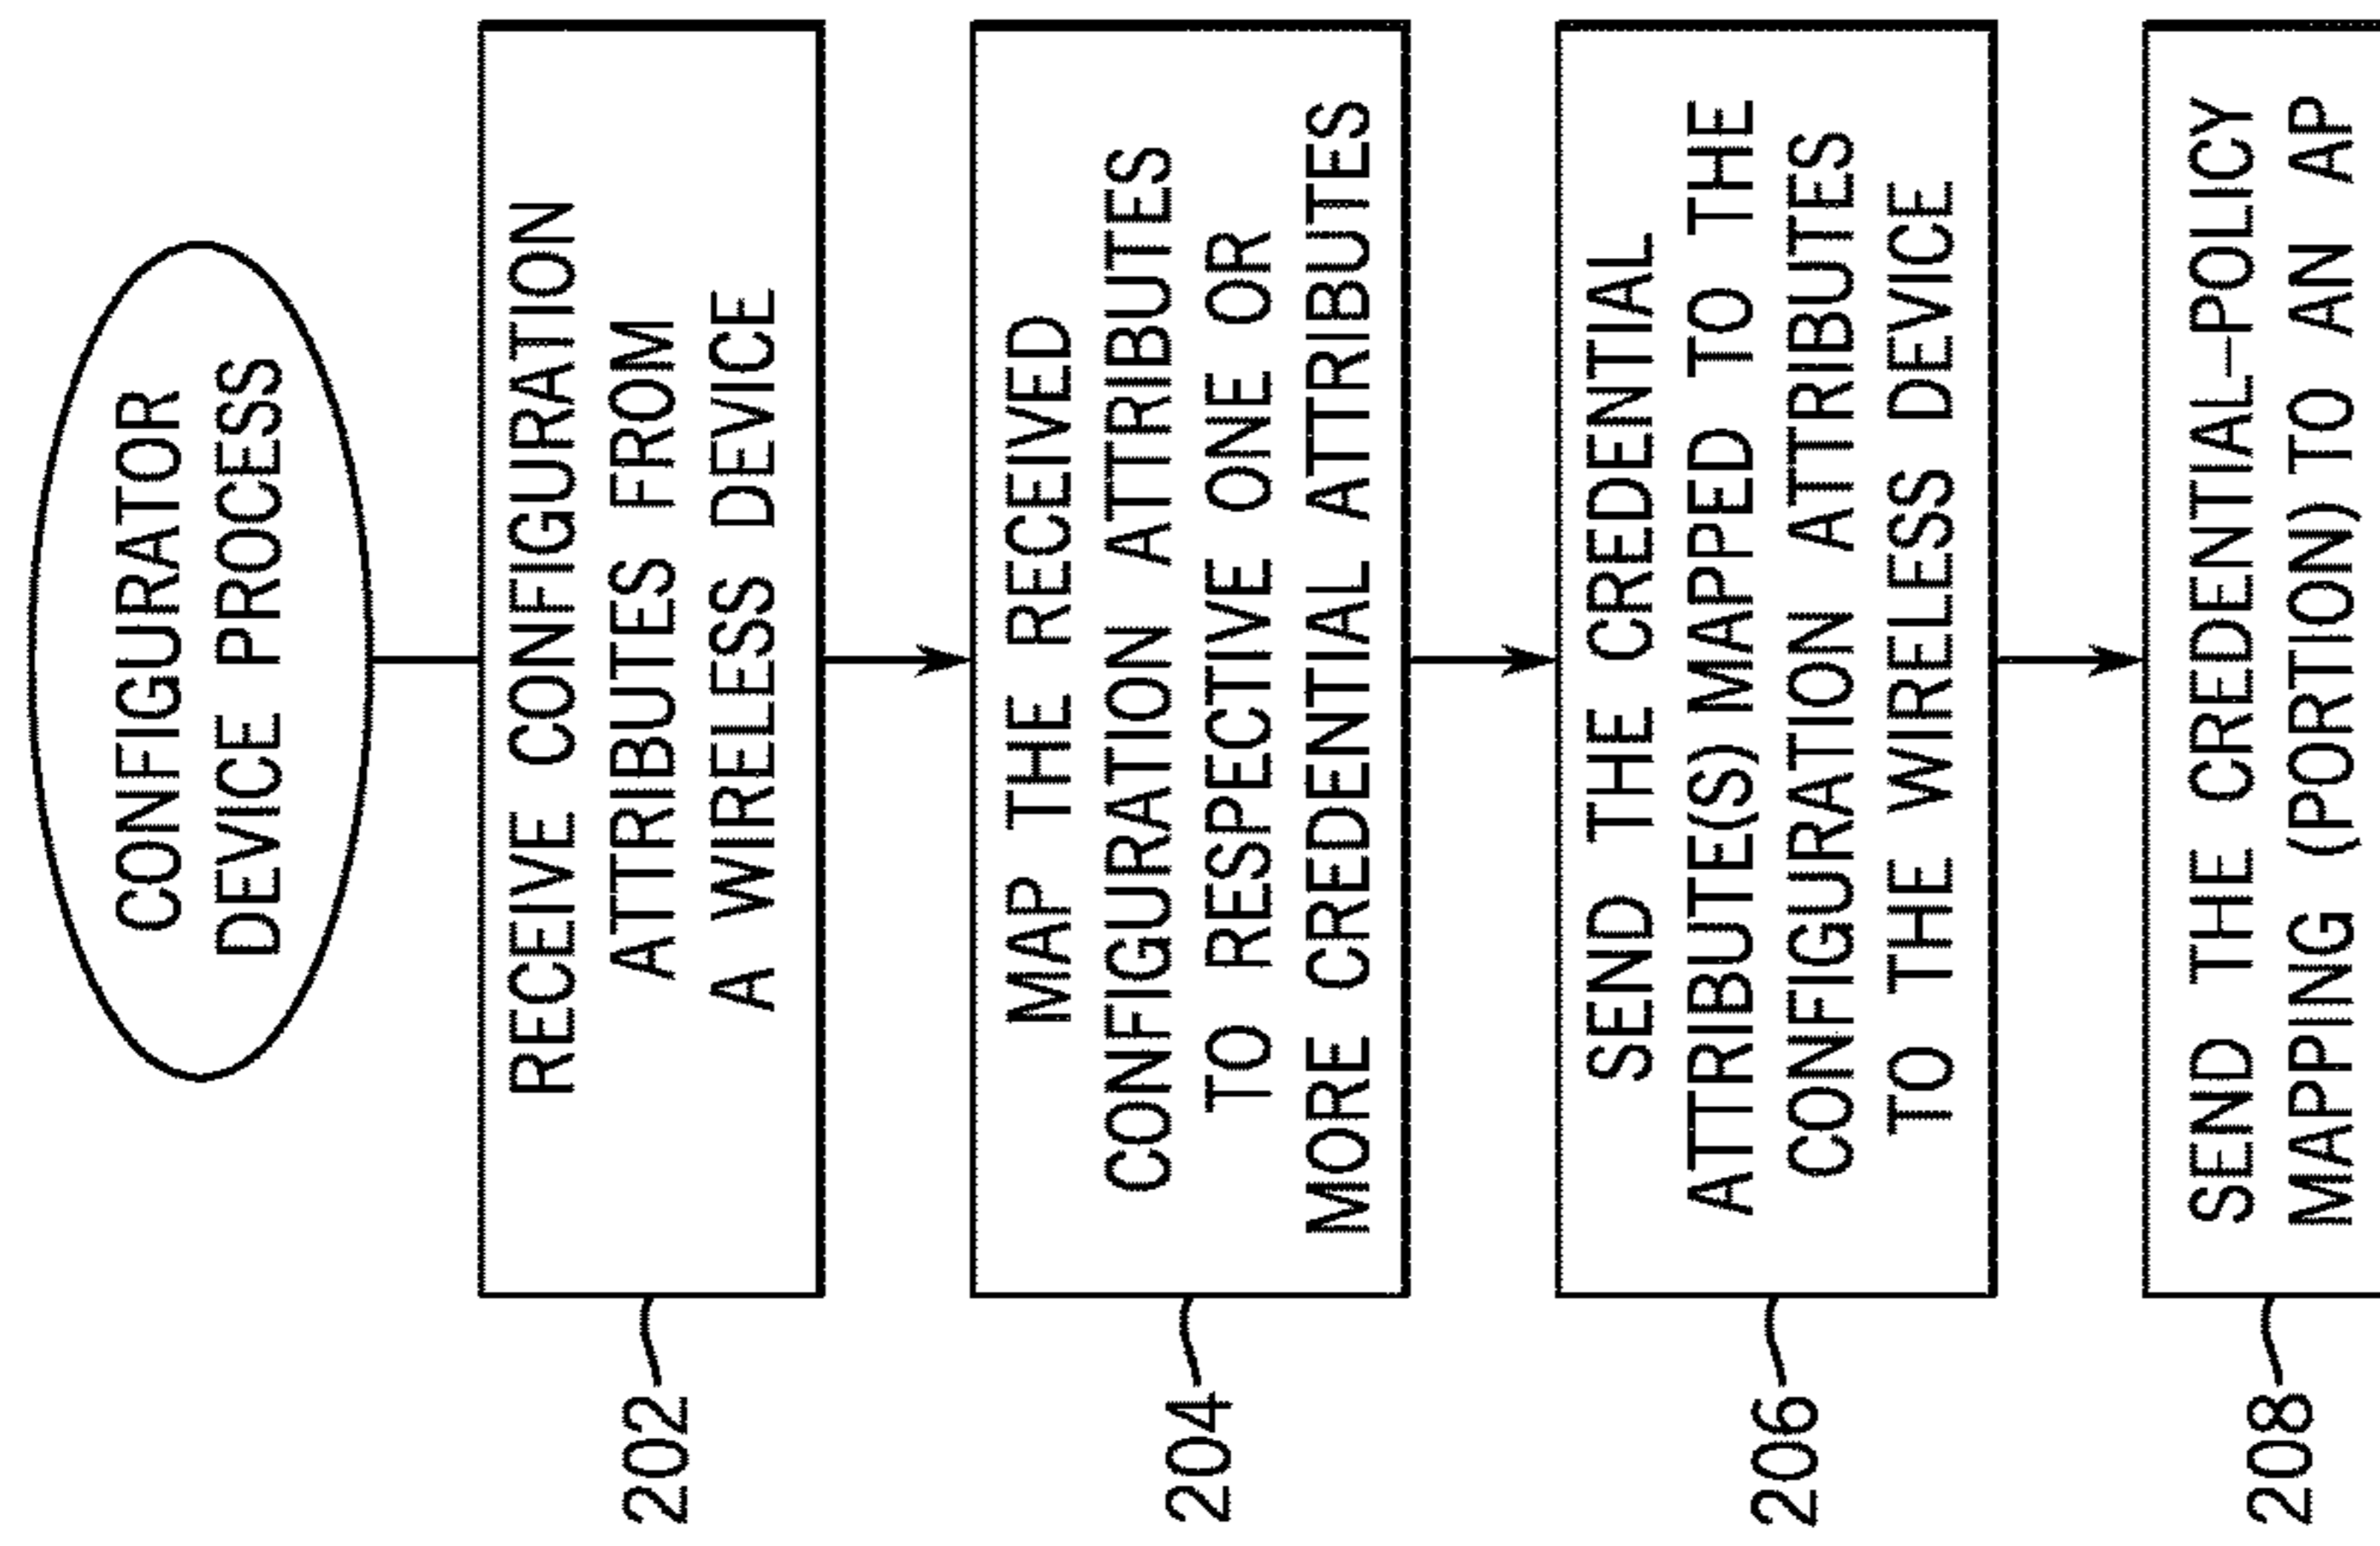 CONFIGURATOR
DEVICE PROCESS
RECEIVE CONFIGURATION
ATTRIBUTES FROM
A WIRELESS DEVICE
202
MAP THE RECEIVED
CONFIGURATION ATTRIBUTES
TO RESPECTIVE ONE OR
MORE CREDENTIAL ATTRIBUTES
204
SEND THE CREDENTIAL
ATTRIBUTE(S) MAPPED TO THE
CONFIGURATION ATTRIBUTES
TO THE WIRELESS DEVICE
206
SEND THE CREDENTIAL-POLICY
MAPPING (PORTION) TO AN AP
208